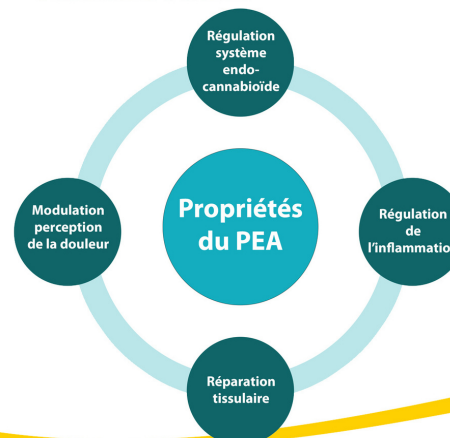 Régulation
système
endo-
cannabioïde
Modulation
perception
de la douleur
Propriétés
du PEA
Régulation
de
l'inflammatio
Réparation
tissulaire